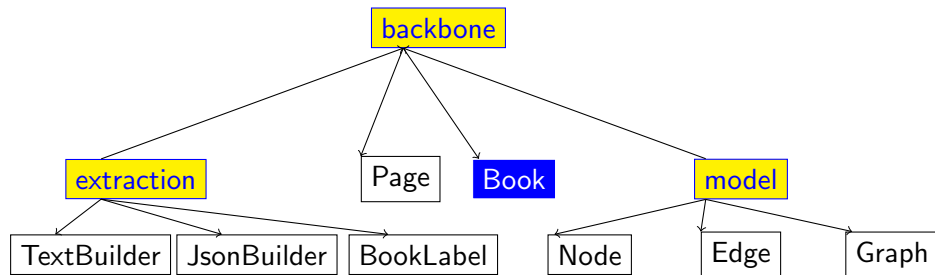 backbone
extraction Page Book model
TextBuilder JsonBuilder BookLabel Node Edge Graph